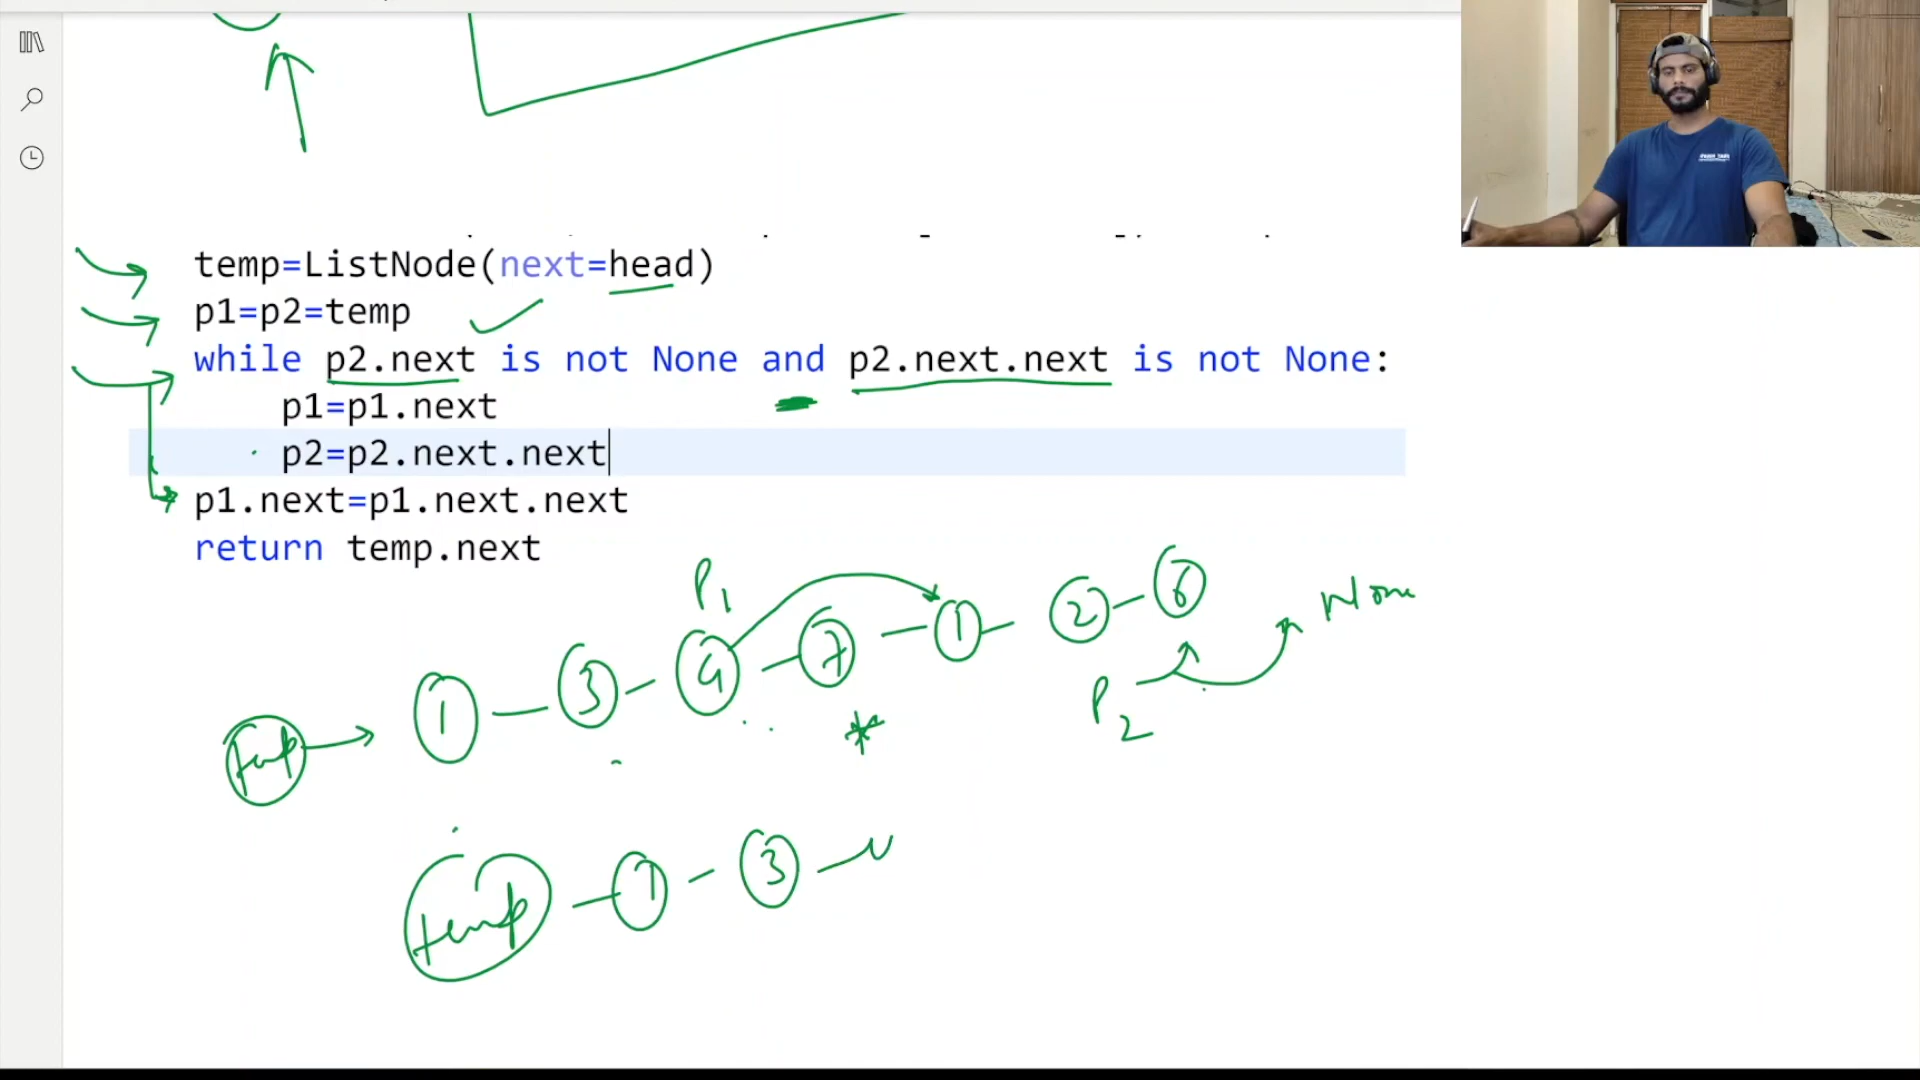 temp=ListNode(next=head)
p1=p2=temp
while p2.next is not None and p2.next.next is not None:
p1=p1.next
p2=p2.next.next
p1.next=p1.next.next
return temp.next
P1
1 3 4 7 1 2 6 None
P2
temp
temp 1 3